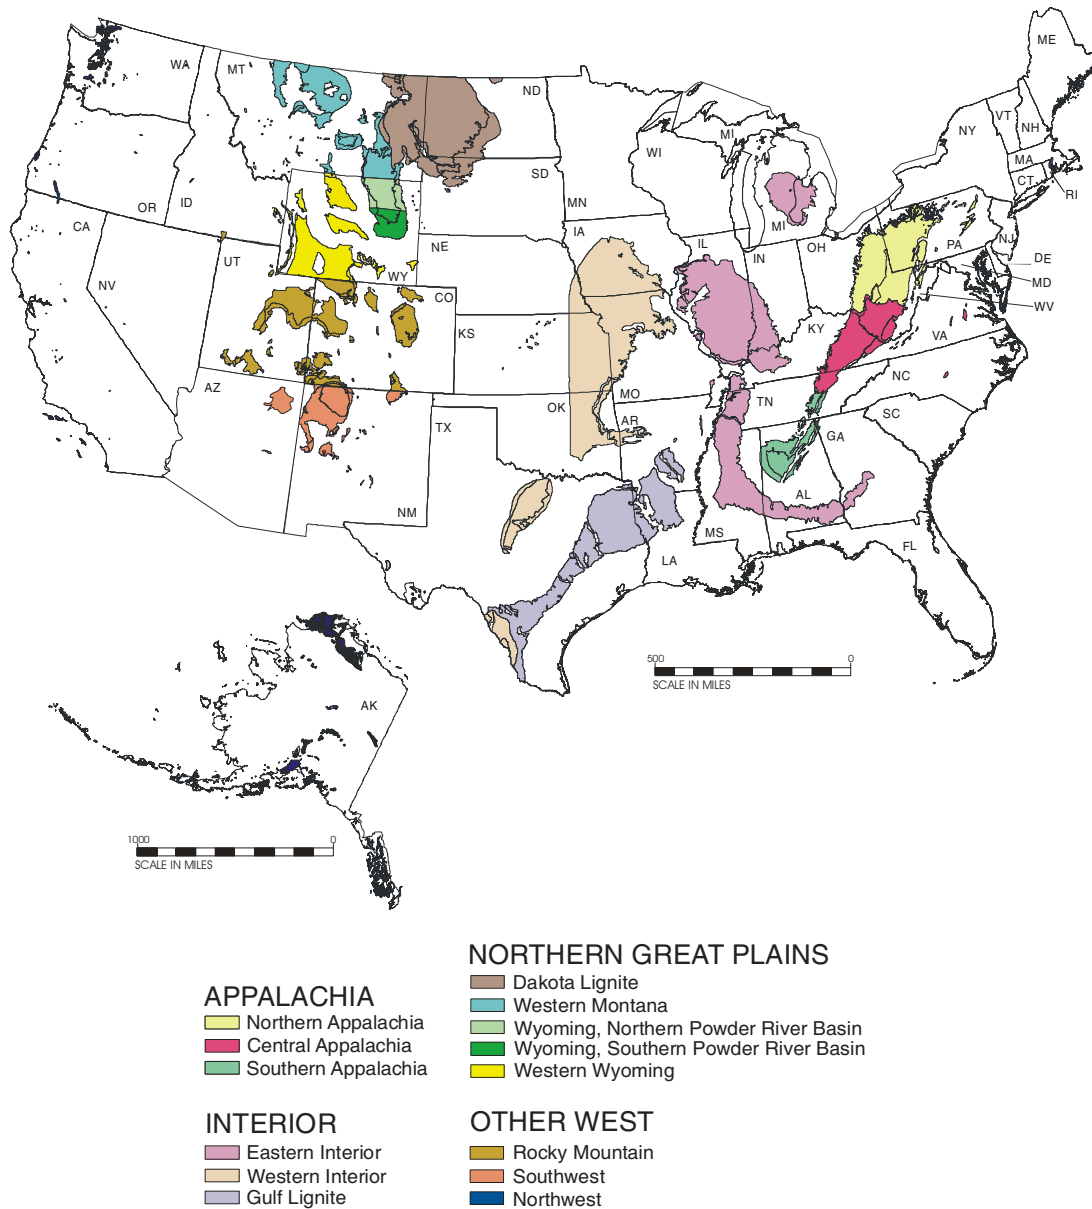 ME
WA
MT
ND
VT
NH
NY
MI
WI
MA
CT
RI
SD
OR
ID
MN
CA
IA
MI
OH
PA
NJ
NE
IL
IN
DE
UT
WY
MD
NV
CO
WV
KS
KY
VA
AZ
MO
NC
OK
TN
AR
SC
TX
GA
AL
NM
MS
FL
LA
500 0
SCALE IN MILES
AK
1000 0
SCALE IN MILES
APPALACHIA
Northern Appalachia
Central Appalachia
Southern Appalachia
NORTHERN GREAT PLAINS
Dakota Lignite
Western Montana
Wyoming, Northern Powder River Basin
Wyoming, Southern Powder River Basin
Western Wyoming
INTERIOR
Eastern Interior
Western Interior
Gulf Lignite
OTHER WEST
Rocky Mountain
Southwest
Northwest